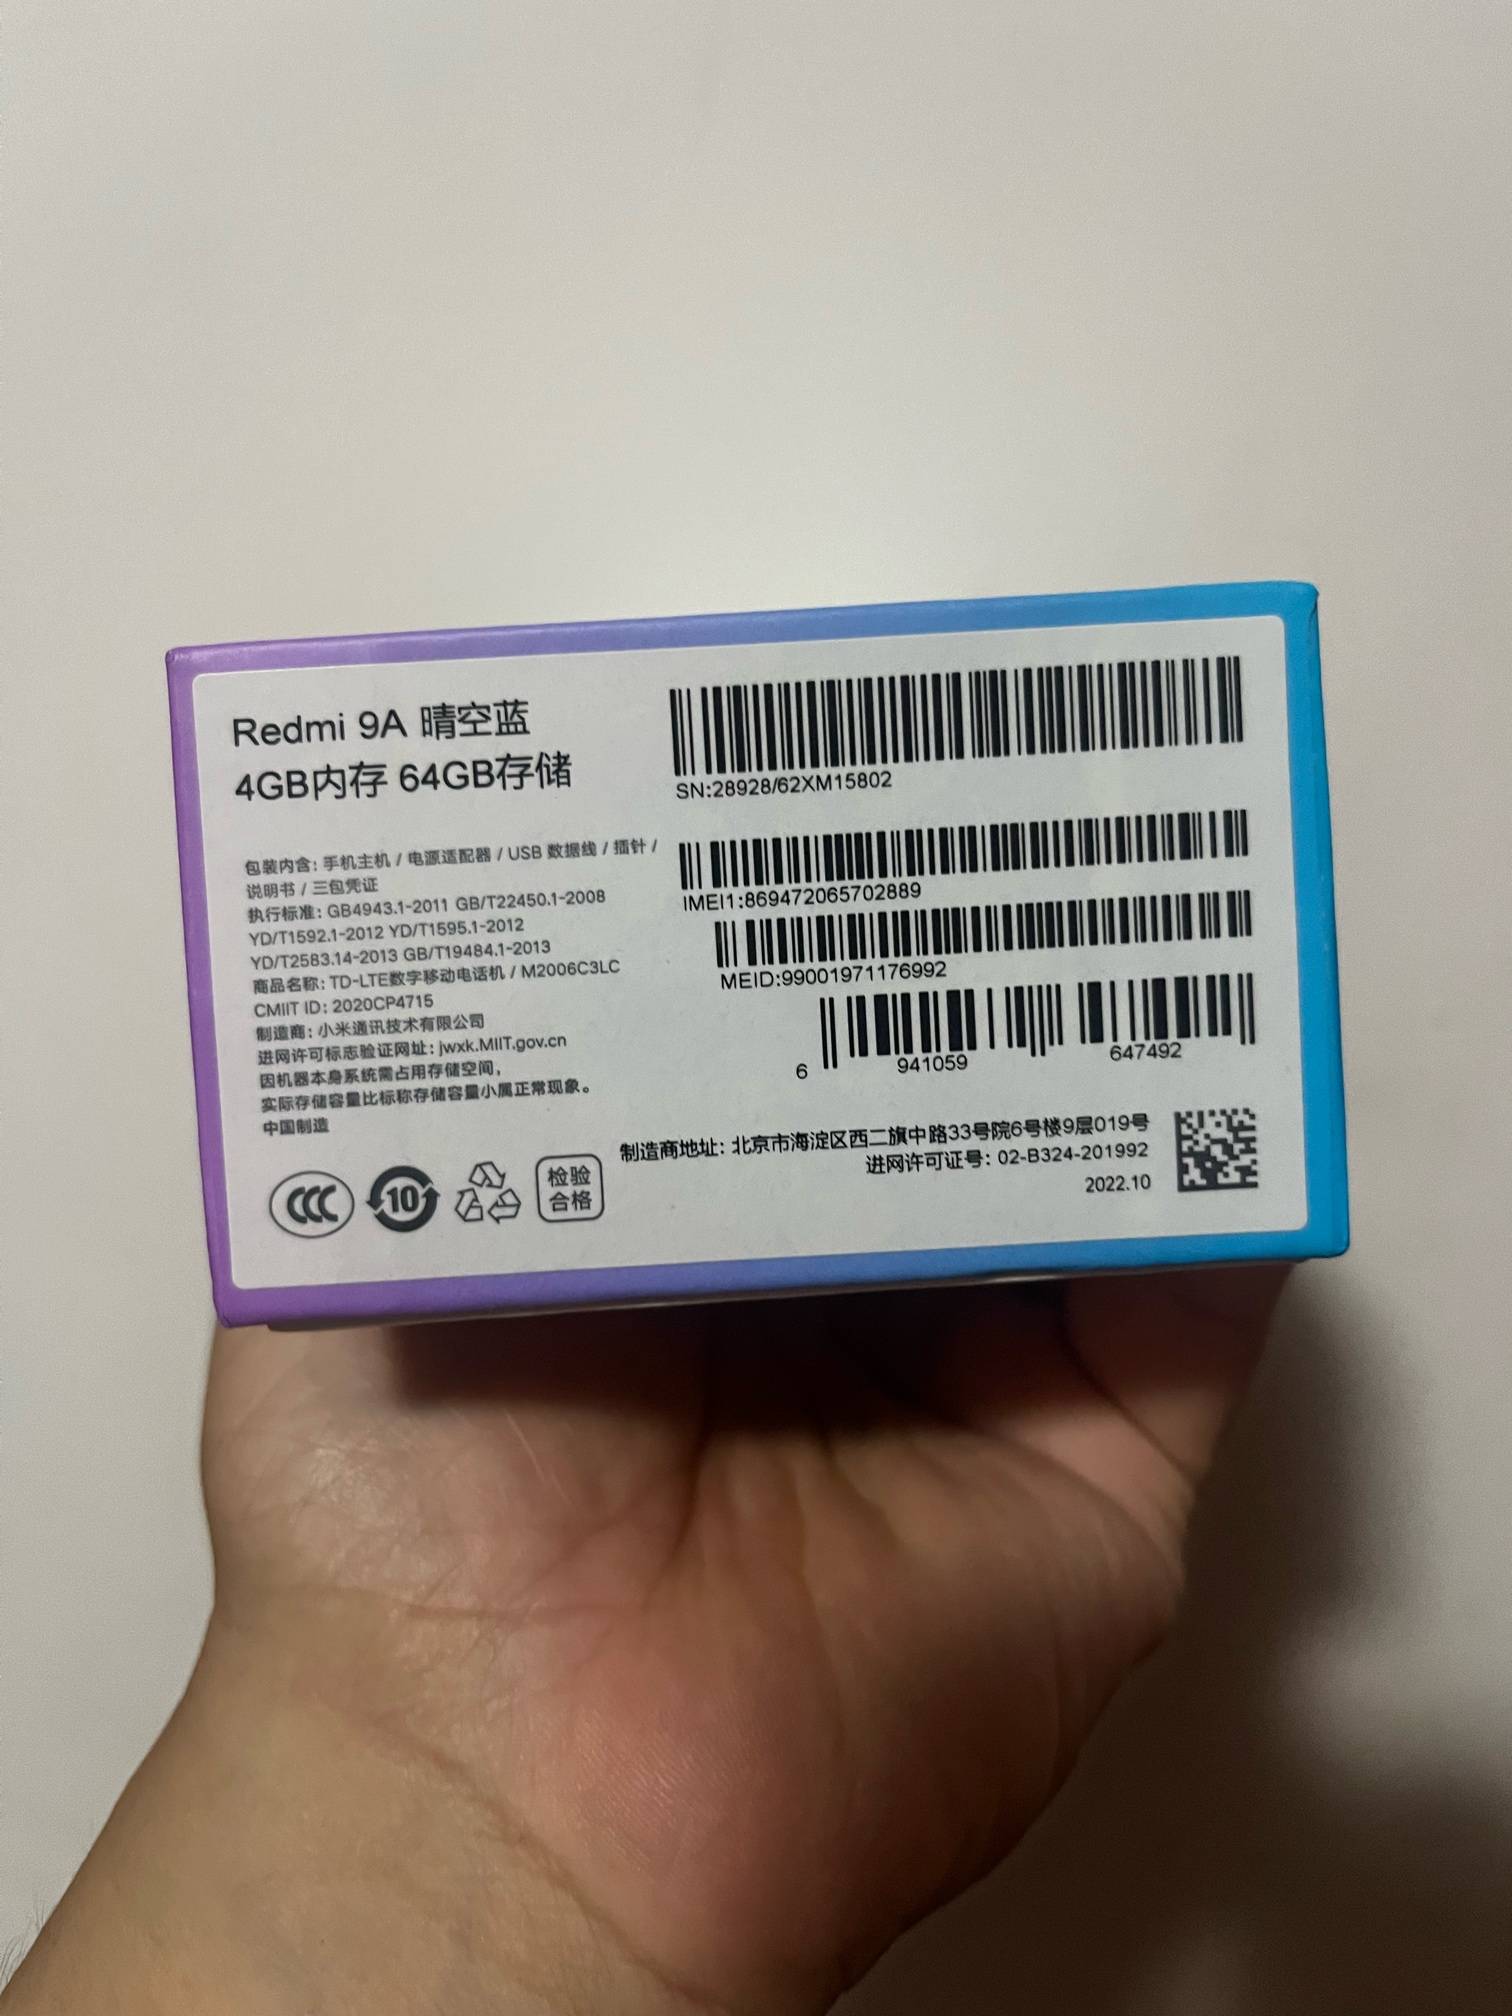 Redmi 9A 晴空蓝
4GB内存 64GB存储
包装内含: 手机主机 / 电源适配器 / USB 数据线 / 插针 /
说明书 / 三包凭证
执行标准: GB4943.1-2011 GB/T22450.1-2008
YD/T1592.1-2012 YD/T1595.1-2012
YD/T2583.14-2013 GB/T19484.1-2013
商品名称: TD-LTE数字移动电话机 / M2006C3LC
CMIIT ID: 2020CP4715
制造商: 小米通讯技术有限公司
进网许可标志验证网址: jwxk.MIIT.gov.cn
因机器本身系统需占用存储空间,
实际存储容量比标称存储容量小属正常现象。
中国制造
CCC
10
检验
合格
SN:28928/62XM15802
IMEI1:869472065702889
MEID:99001971176992
6 941059 647492
制造商地址: 北京市海淀区西二旗中路33号院6号楼9层019号
进网许可证号: 02-B324-201992
2022.10